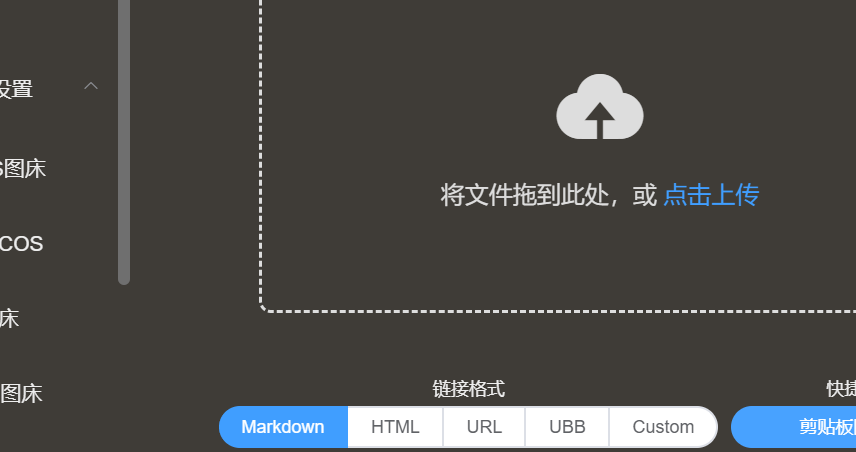 设置
图床
COS
床
图床
将文件拖到此处，或 点击上传
链接格式
快捷
Markdown
HTML
URL
UBB
Custom
剪贴板